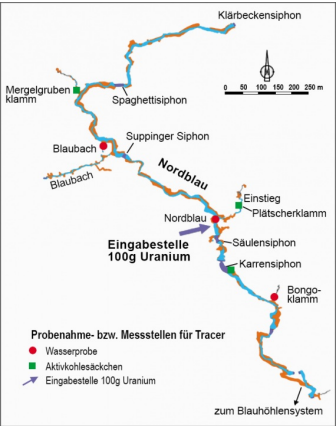 Klärbeckensiphon
Mergelgruben
klamm
Spaghettisiphon
0 50 100 150 200 250 m
Suppinger Siphon
Blaubach
Nordblau
Blaubach
Einstieg
Plätscherklamm
Nordblau
Eingabestelle
100g Uranium
Säulensiphon
Karrensiphon
Bongo-
klamm
Probenahme- bzw. Messstellen für Tracer
Wasserprobe
Aktivkohlesäckchen
Eingabestelle 100g Uranium
zum Blauhöhlensystem